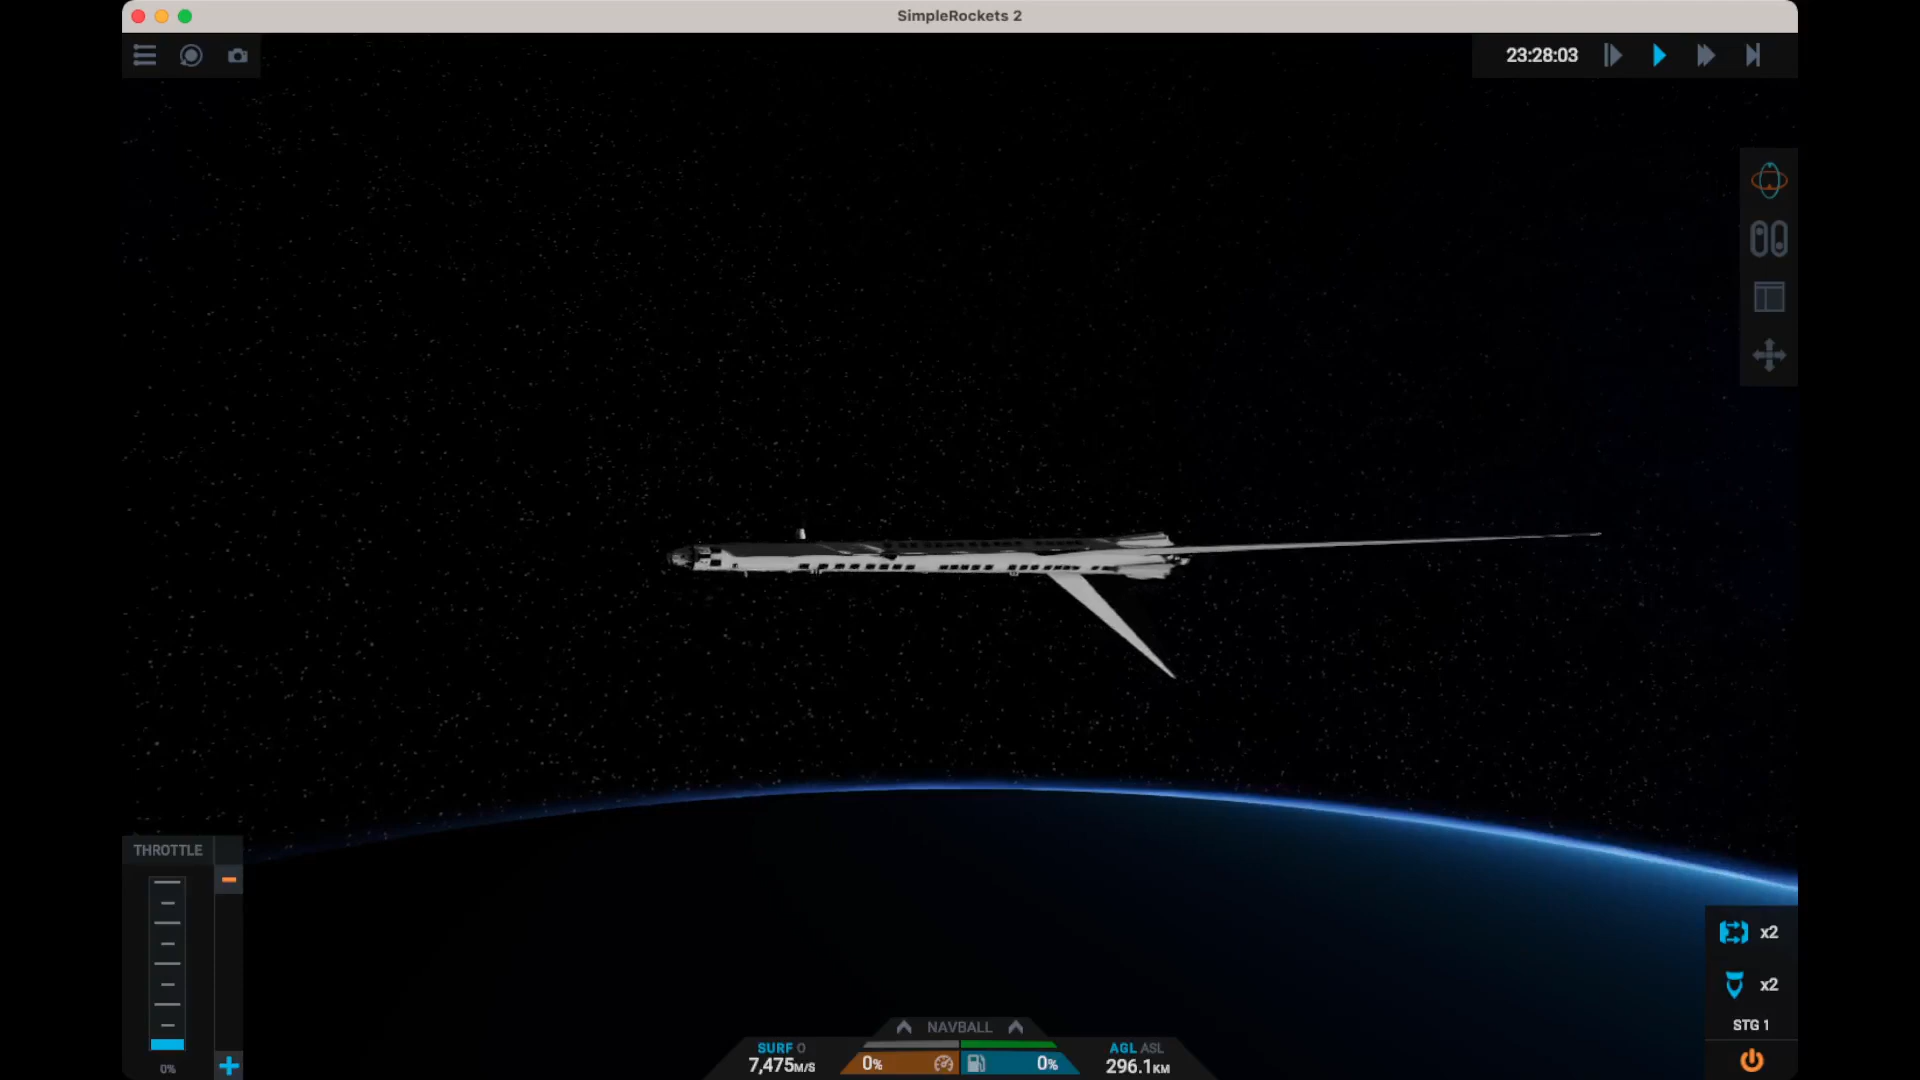 SimpleRockets 2
23:28:03
THROTTLE
0%
x2
x2
STG 1
NAVBALL
SURF O
7,475M/S
0%
0%
AGL ASL
296.1KM